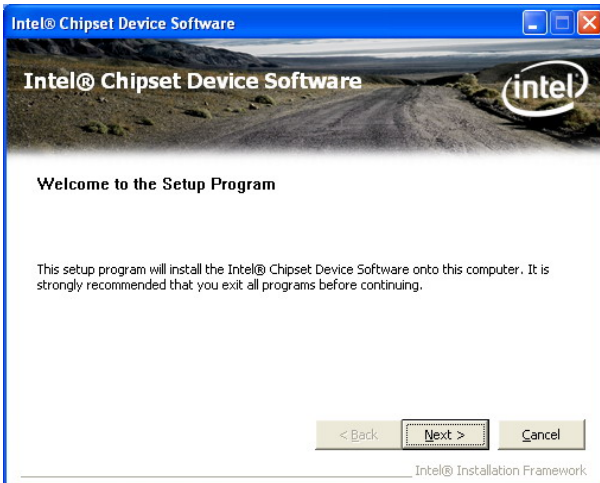 Intel® Chipset Device Software
Intel® Chipset Device Software
intel
Welcome to the Setup Program
This setup program will install the Intel® Chipset Device Software onto this computer. It is
strongly recommended that you exit all programs before continuing.
< Back
Next >
Cancel
Intel® Installation Framework